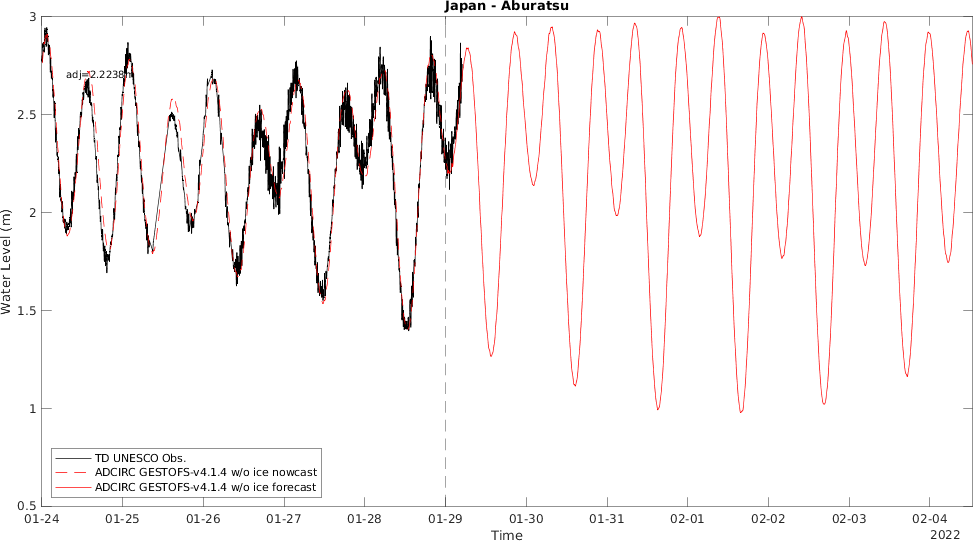 Japan - Aburatsu
3
2.5
2
1.5
1
0.5
Water Level (m)
adj=2.2238m
TD UNESCO Obs.
ADCIRC GESTOFS-v4.1.4 w/o ice nowcast
ADCIRC GESTOFS-v4.1.4 w/o ice forecast
01-24 01-25 01-26 01-27 01-28 01-29 01-30 01-31 02-01 02-02 02-03 02-04
Time
2022